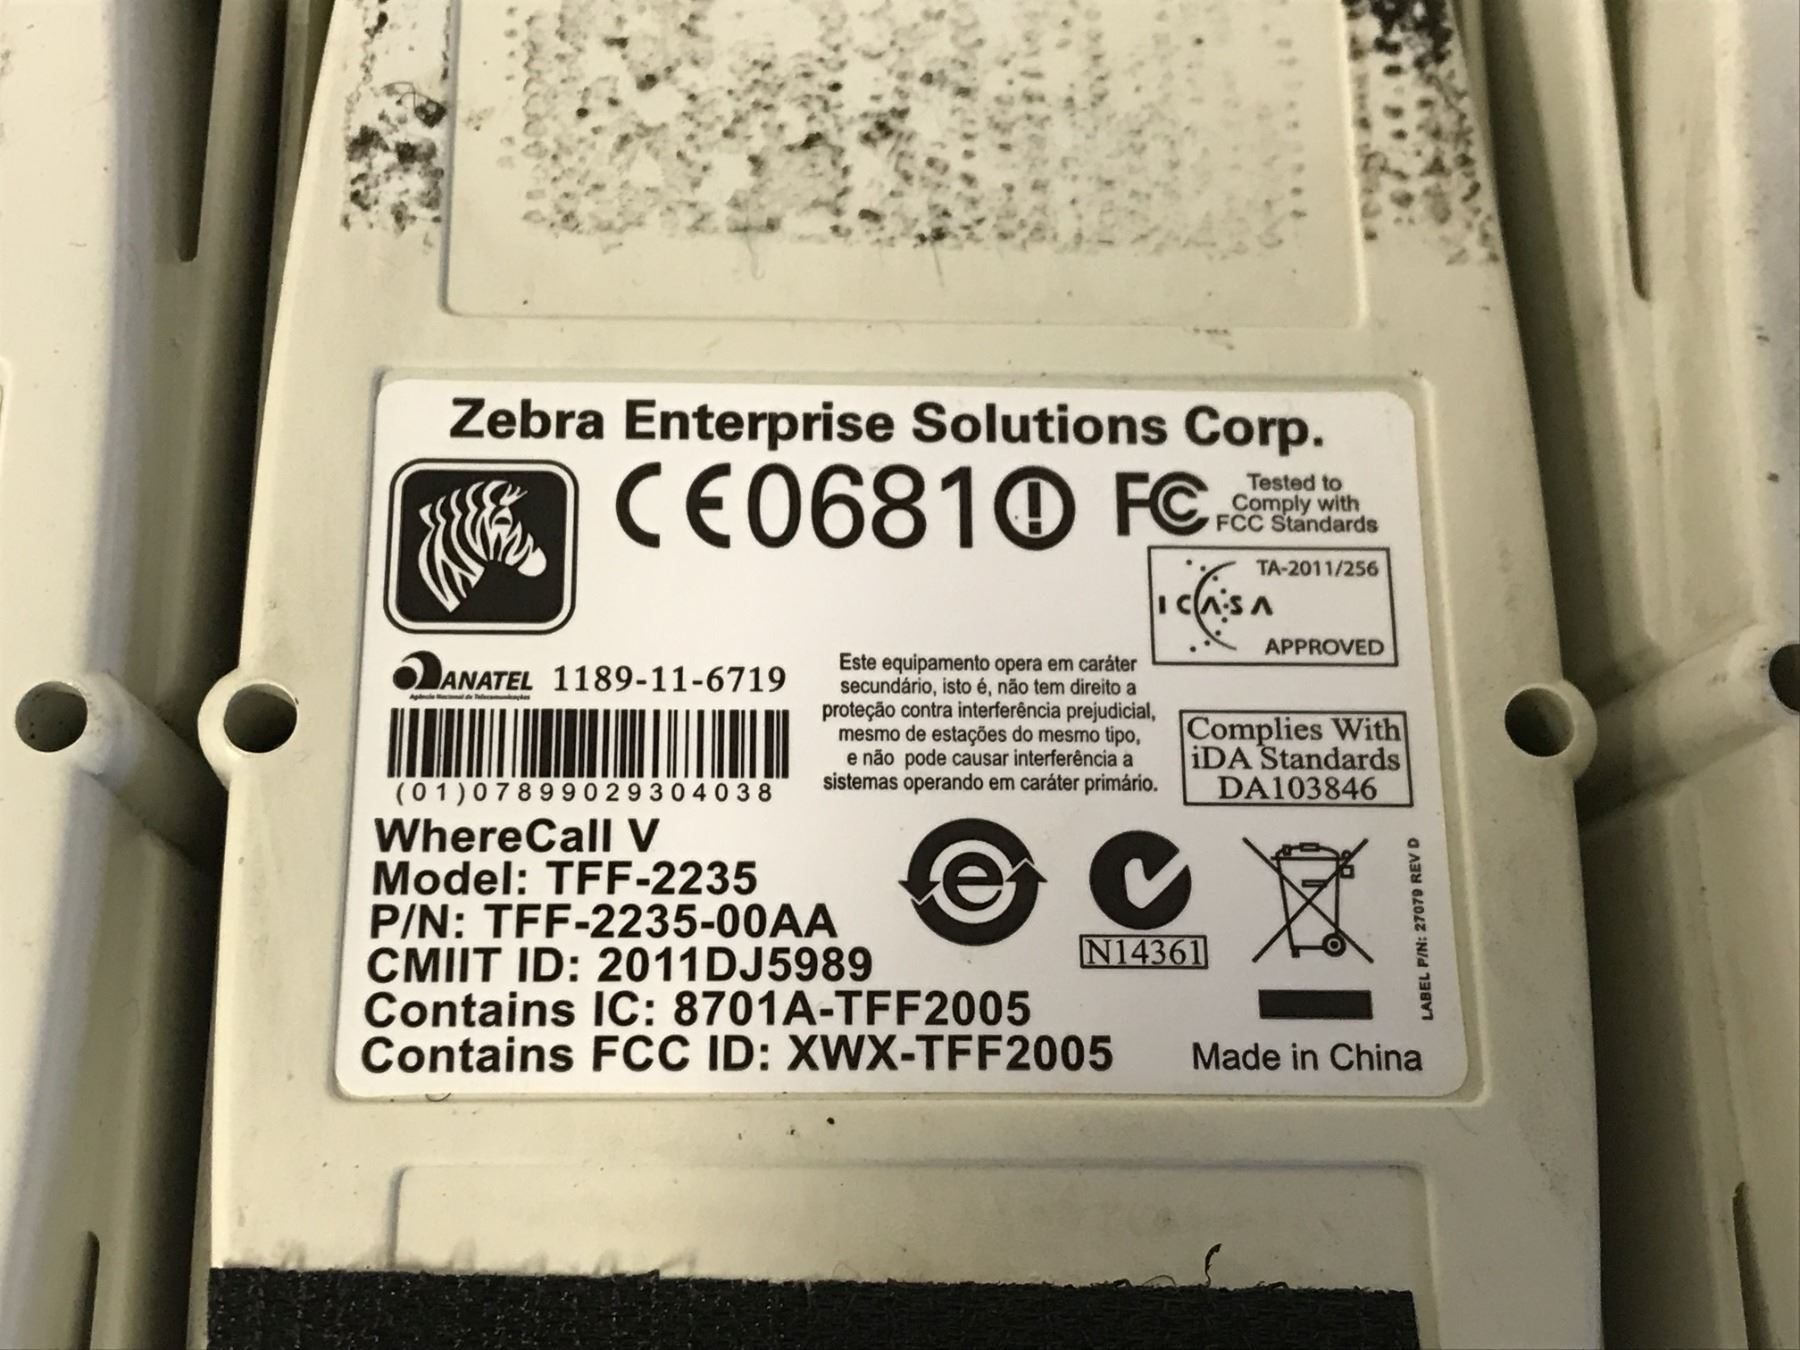 Zebra Enterprise Solutions Corp.
CE0681
FC Tested to
Comply with
FCC Standards
TA-2011/256
ICASA
APPROVED
ANATEL 1189-11-6719
Agência Nacional de Telecomunicações
(01)07899029304038
Este equipamento opera em caráter
secundário, isto é, não tem direito a
proteção contra interferência prejudicial,
mesmo de estações do mesmo tipo,
e não pode causar interferência a
sistemas operando em caráter primário.
Complies With
iDA Standards
DA103846
WhereCall V
Model: TFF-2235
P/N: TFF-2235-00AA
CMIIT ID: 2011DJ5989
Contains IC: 8701A-TFF2005
Contains FCC ID: XWX-TFF2005
e
N14361
Made in China
LABEL P/N: 27079 REV D